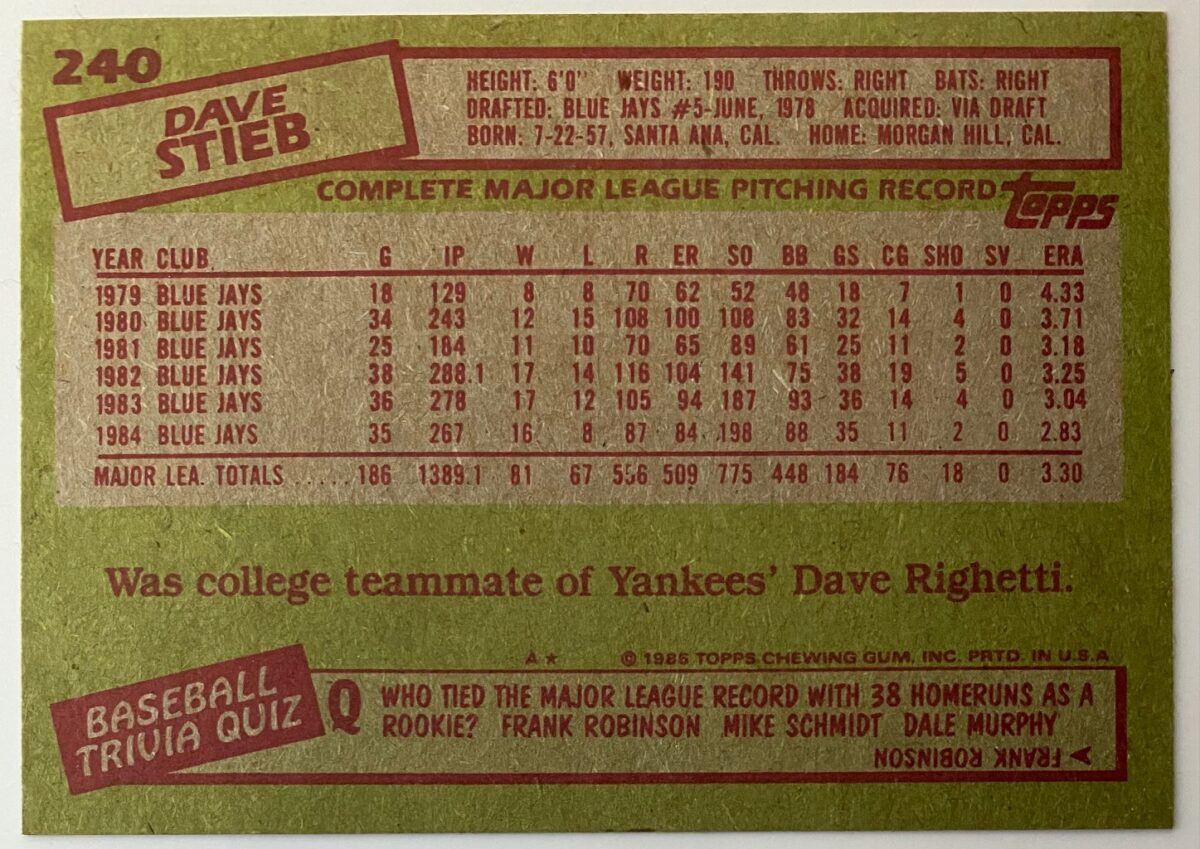 240
DAVE
STIEB
HEIGHT: 6'0" WEIGHT: 190 THROWS: RIGHT BATS: RIGHT
DRAFTED: BLUE JAYS #5-JUNE, 1978 ACQUIRED: VIA DRAFT
BORN: 7-22-57, SANTA ANA, CAL. HOME: MORGAN HILL, CAL.
COMPLETE MAJOR LEAGUE PITCHING RECORD
topps
YEAR CLUB G IP W L R ER SO BB GS CG SHO SV ERA
1979 BLUE JAYS 18 129 8 8 70 62 52 48 18 7 1 0 4.33
1980 BLUE JAYS 34 243 12 15 108 100 108 83 32 14 4 0 3.71
1981 BLUE JAYS 25 184 11 10 70 65 89 61 25 11 2 0 3.18
1982 BLUE JAYS 38 288.1 17 14 116 104 141 75 38 19 5 0 3.25
1983 BLUE JAYS 36 278 17 12 105 94 187 93 36 14 4 0 3.04
1984 BLUE JAYS 35 267 16 8 87 84 198 88 35 11 2 0 2.83
MAJOR LEA. TOTALS ..... 186 1389.1 81 67 556 509 775 448 184 76 18 0 3.30
Was college teammate of Yankees' Dave Righetti.
A ★ © 1985 TOPPS CHEWING GUM, INC. PRTD. IN U.S.A
BASEBALL
TRIVIA QUIZ
Q WHO TIED THE MAJOR LEAGUE RECORD WITH 38 HOMERUNS AS A
ROOKIE? FRANK ROBINSON MIKE SCHMIDT DALE MURPHY
A FRANK ROBINSON